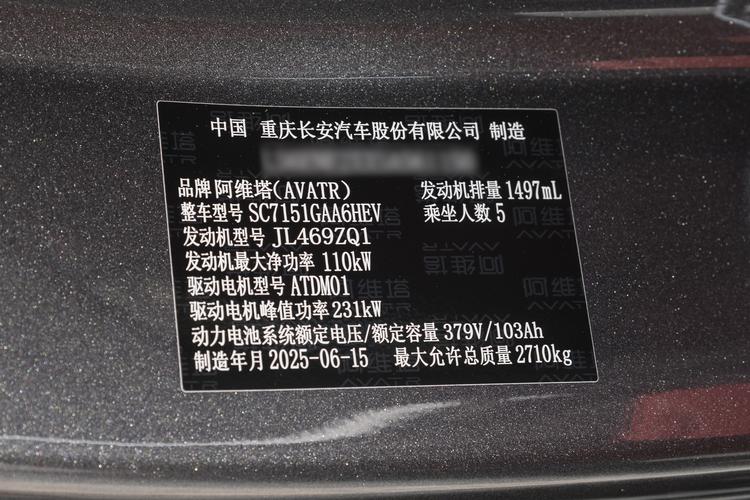 中国 重庆长安汽车股份有限公司 制造
品牌 阿维塔(AVATR) 发动机排量 1497mL
整车型号 SC7151GAA6HEV 乘坐人数 5
发动机型号 JL469ZQ1
发动机最大净功率 110kW
驱动电机型号 ATDM01
驱动电机峰值功率 231kW
动力电池系统额定电压/额定容量 379V/103Ah
制造年月 2025-06-15 最大允许总质量 2710kg